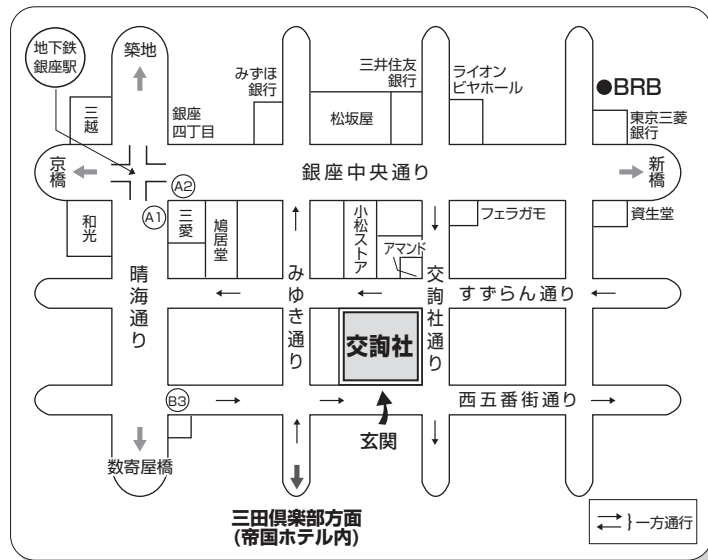 地下鉄
銀座駅
築地
みずほ
銀行
三井住友
銀行
ライオン
ビヤホール
●BRB
三越
銀座
四丁目
松坂屋
東京三菱
銀行
京橋
銀座中央通り
新橋
A2
A1
和光
三愛
鳩居堂
小松ストア
アマンド
フェラガモ
資生堂
晴海通り
みゆき通り
交詢社通り
すずらん通り
交詢社
B3
西五番街通り
玄関
数寄屋橋
三田倶楽部方面
(帝国ホテル内)
}一方通行